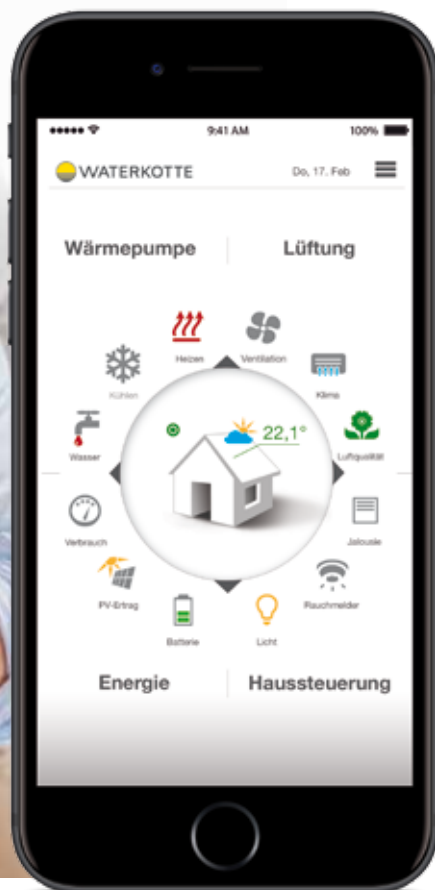 9:41 AM
100%
WATERKOTTE
Do, 17. Feb
Wärmepumpe
Lüftung
Heizen
Ventilation
Kühlen
Klima
22,1°
Wasser
Luftqualität
Verbrauch
Jalousie
PV-Ertrag
Rauchmelder
Batterie
Licht
Energie
Haussteuerung